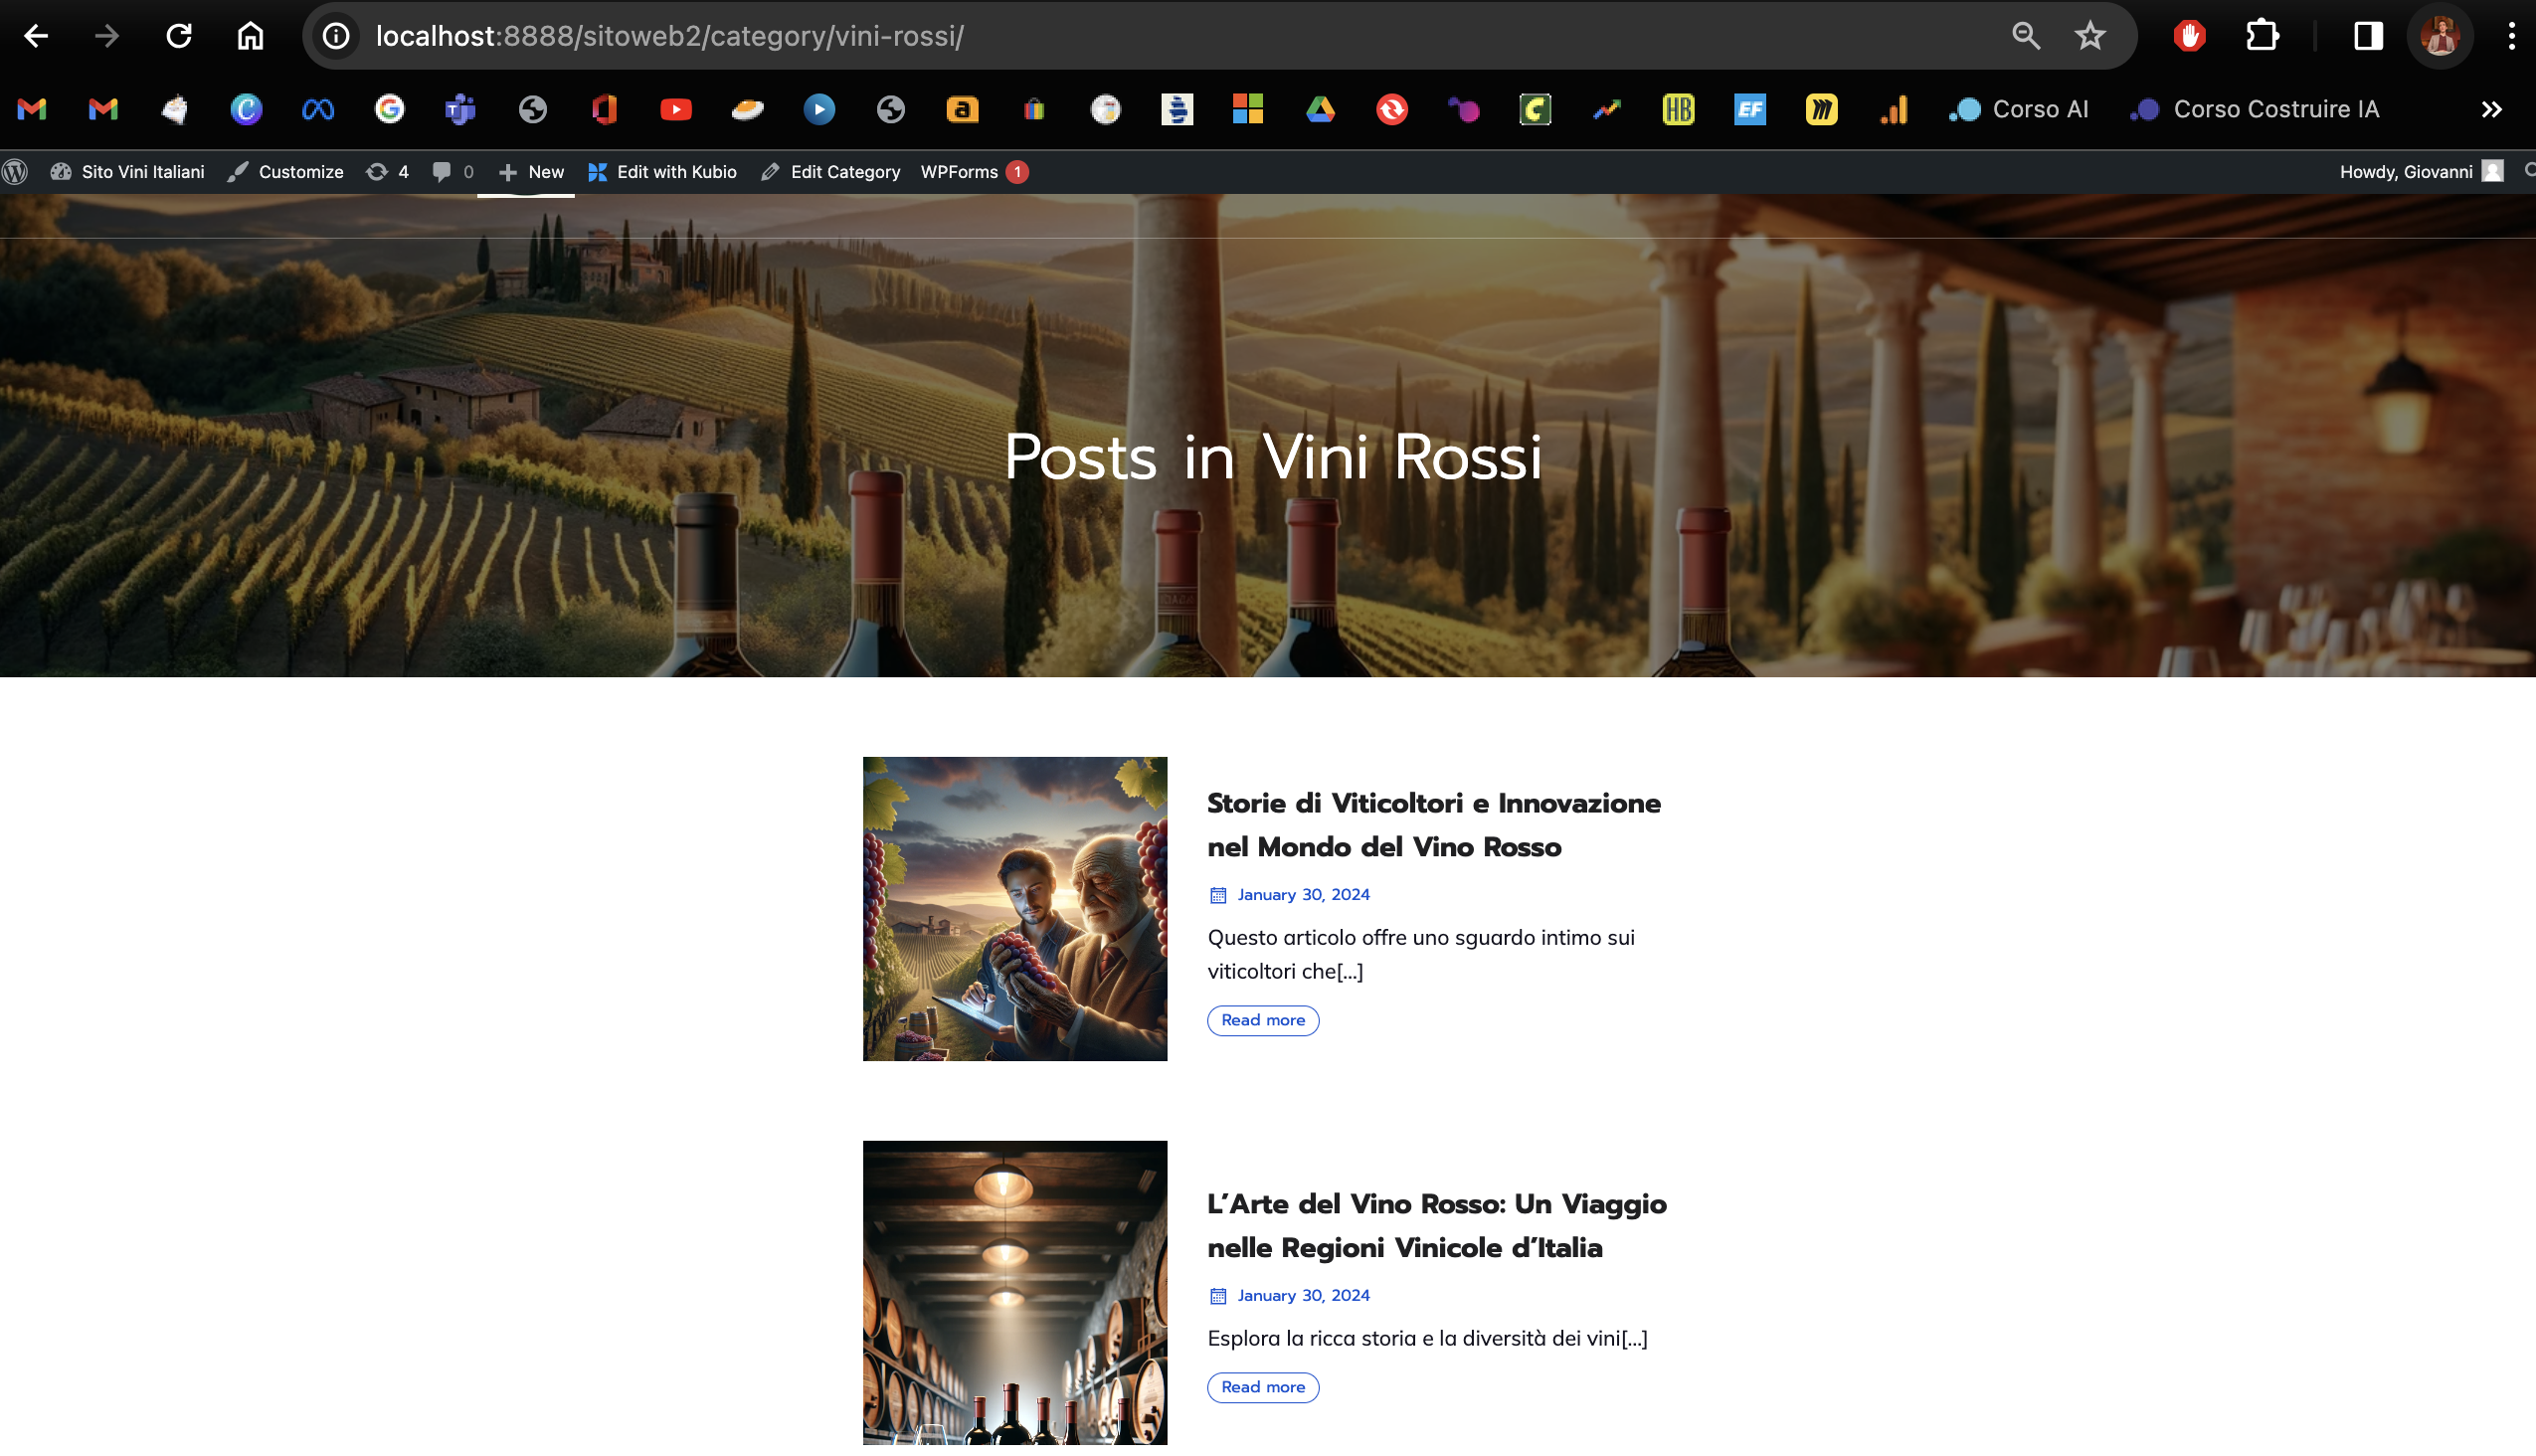 localhost:8888/sitoweb2/category/vini-rossi/
Corso AI
Corso Costruire IA
Sito Vini Italiani
Customize
4
0
New
Edit with Kubio
Edit Category
WPForms 1
Howdy, Giovanni
Posts in Vini Rossi
Storie di Viticoltori e Innovazione
nel Mondo del Vino Rosso
January 30, 2024
Questo articolo offre uno sguardo intimo sui
viticoltori che[...]
Read more
L’Arte del Vino Rosso: Un Viaggio
nelle Regioni Vinicole d’Italia
January 30, 2024
Esplora la ricca storia e la diversità dei vini[...]
Read more